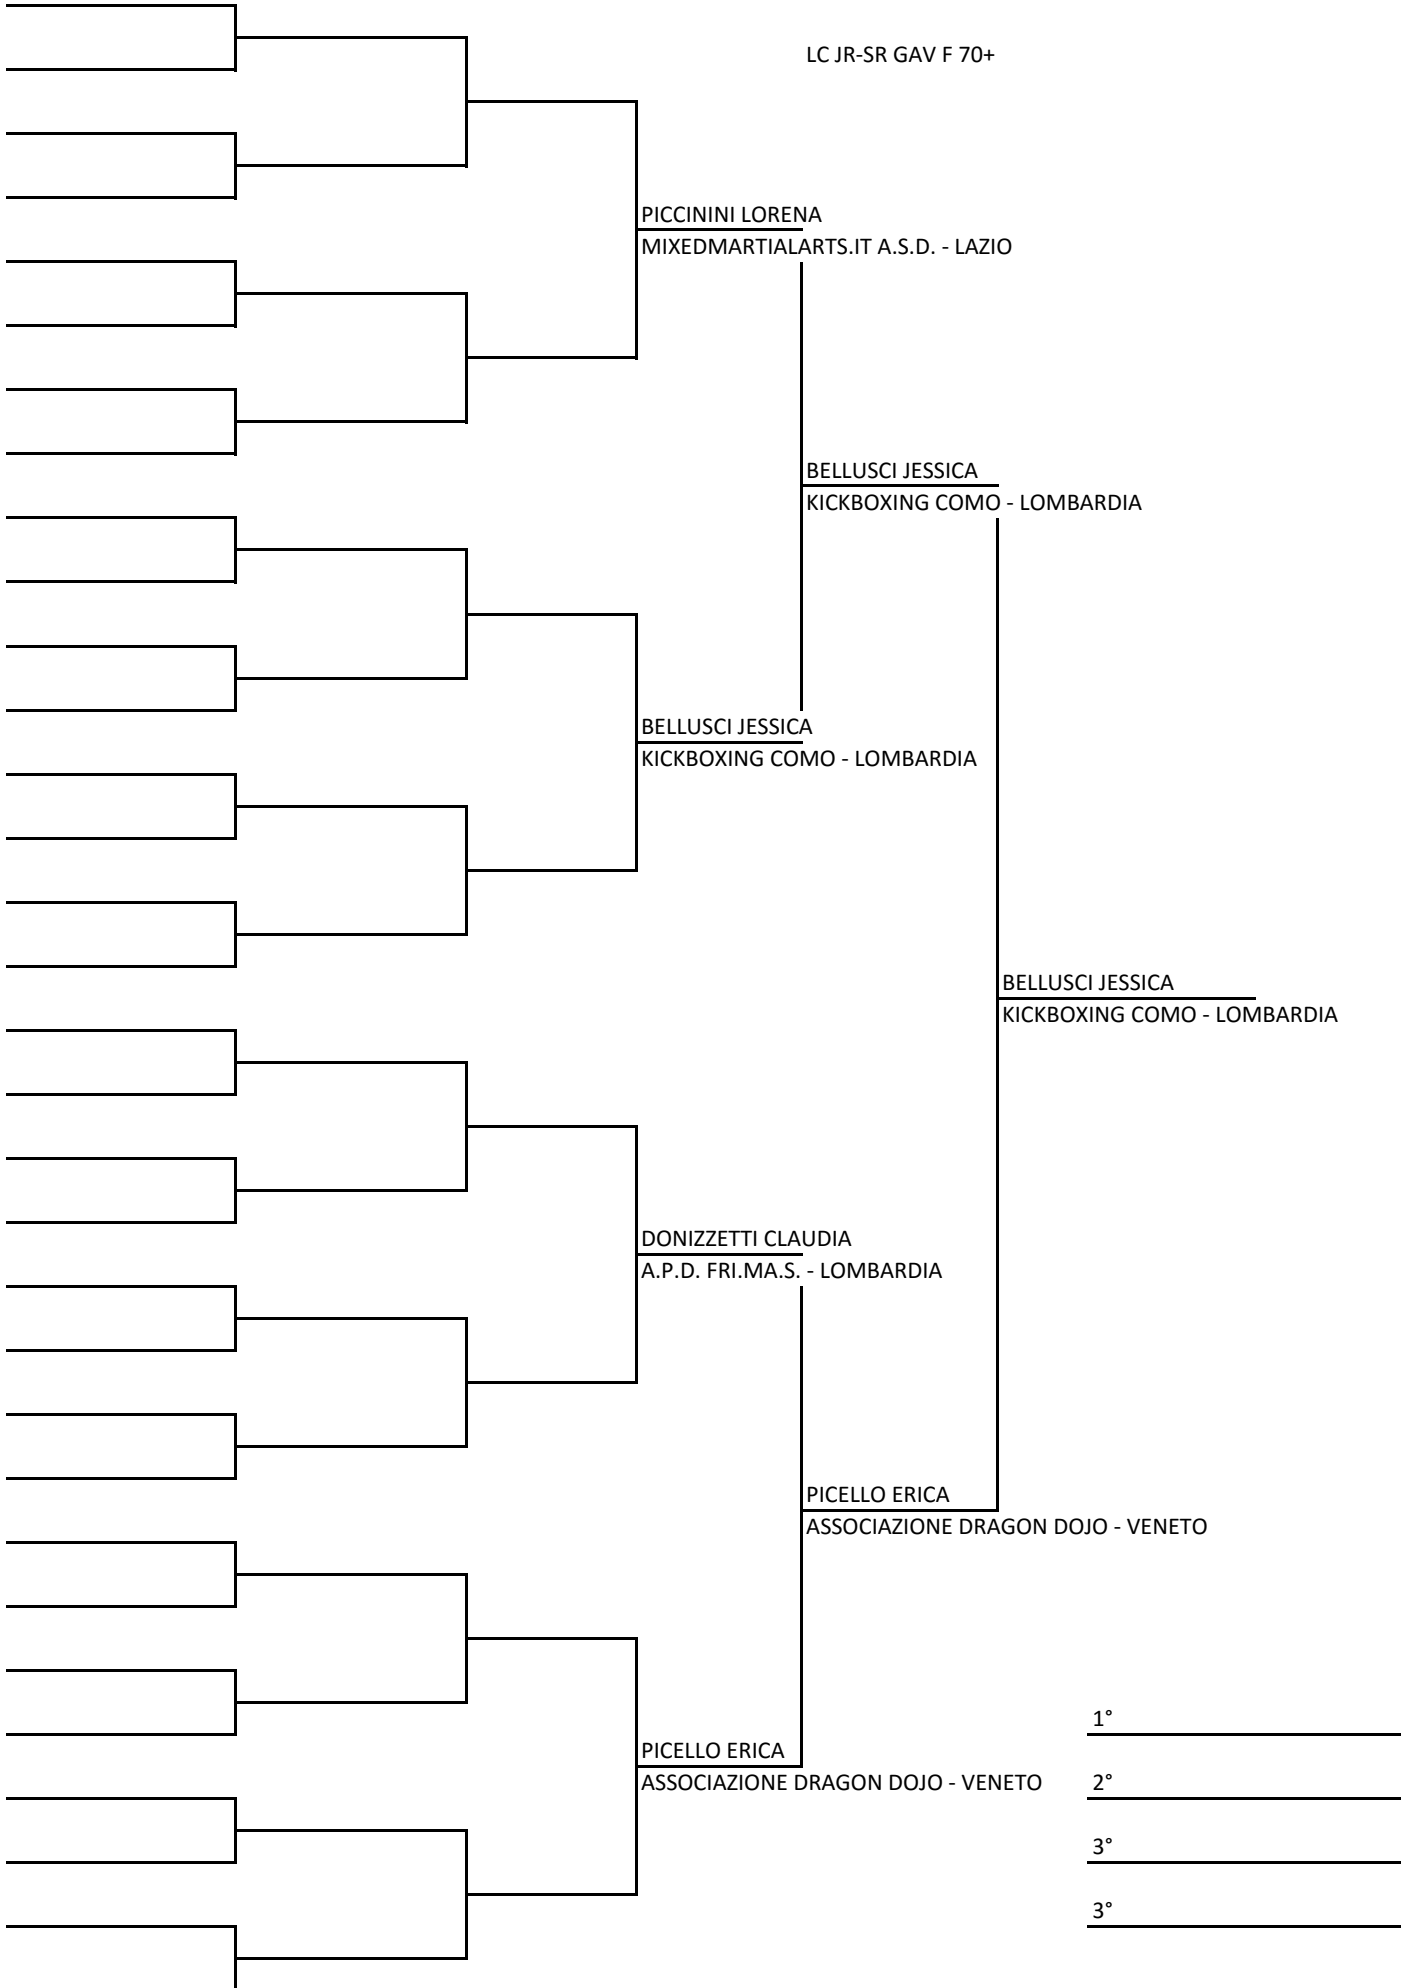 LC JR-SR GAV F 70+
PICCININI LORENA
MIXEDMARTIALARTS.IT A.S.D. - LAZIO
BELLUSCI JESSICA
KICKBOXING COMO - LOMBARDIA
BELLUSCI JESSICA
KICKBOXING COMO - LOMBARDIA
BELLUSCI JESSICA
KICKBOXING COMO - LOMBARDIA
DONIZZETTI CLAUDIA
A.P.D. FRI.MA.S. - LOMBARDIA
PICELLO ERICA
ASSOCIAZIONE DRAGON DOJO - VENETO
PICELLO ERICA
ASSOCIAZIONE DRAGON DOJO - VENETO
1°
2°
3°
3°